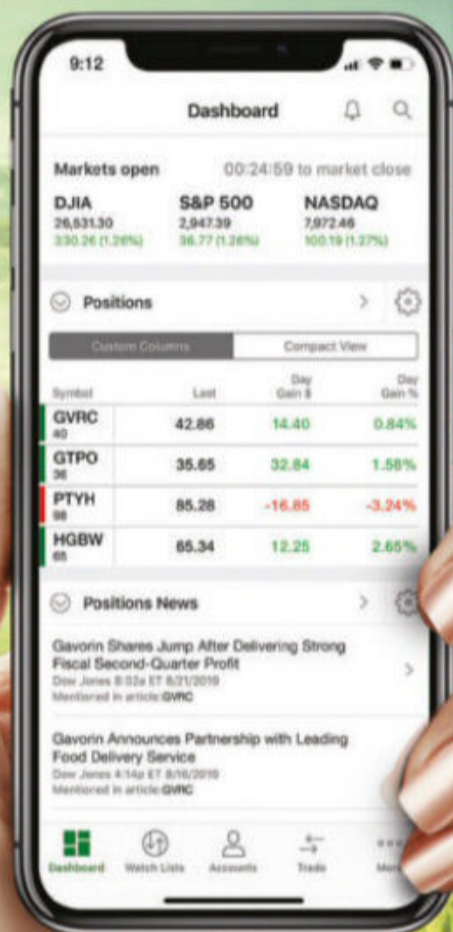 9:12
Dashboard
Markets open 00:24:59 to market close
DJIA S&P 500 NASDAQ
26,531.30 2,947.39 7,972.46
330.26 (1.26%) 36.77 (1.26%) 100.19 (1.27%)
Positions
Custom Columns Compact View
Symbol Last Day Gain $ Day Gain %
GVRC 42.86 14.40 0.84%
40
GTPO 35.65 32.84 1.56%
36
PTYH 85.28 -16.85 -3.24%
98
HGBW 65.34 12.25 2.65%
65
Positions News
Gavorin Shares Jump After Delivering Strong
Fiscal Second-Quarter Profit
Dow Jones 8:02a ET 8/21/2019
Mentioned in article:GVRC
Gavorin Announces Partnership with Leading
Food Delivery Service
Dow Jones 4:14p ET 8/16/2019
Mentioned in article:GVRC
Dashboard Watch Lists Accounts Trade